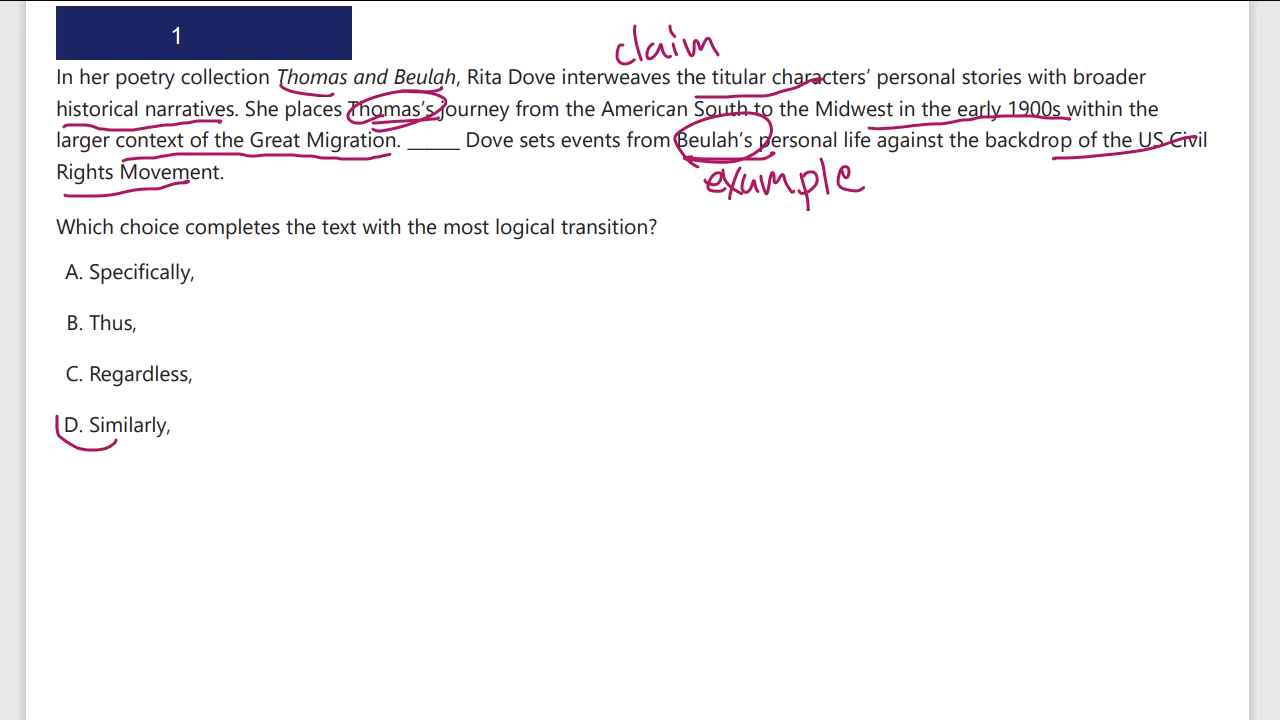 1
claim
In her poetry collection Thomas and Beulah, Rita Dove interweaves the titular characters’ personal stories with broader
historical narratives. She places Thomas’s journey from the American South to the Midwest in the early 1900s within the
larger context of the Great Migration. _____ Dove sets events from Beulah’s personal life against the backdrop of the US Civil
Rights Movement.
example
Which choice completes the text with the most logical transition?
A. Specifically,
B. Thus,
C. Regardless,
D. Similarly,